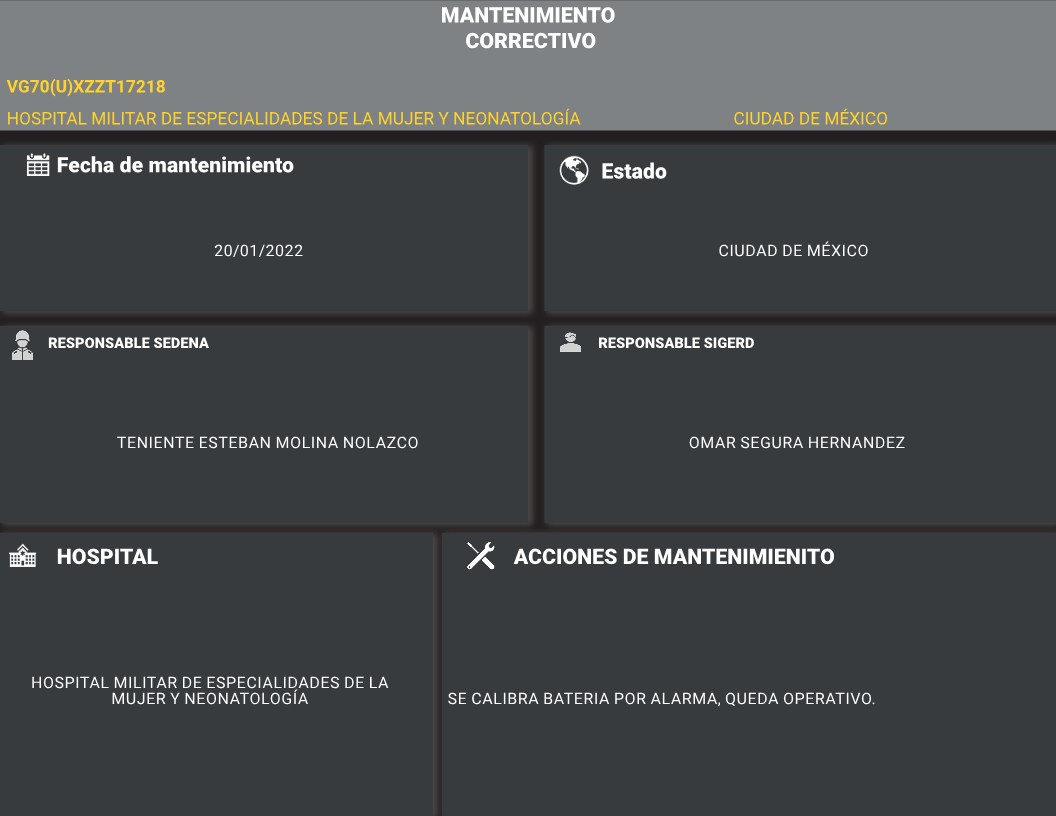 MANTENIMIENTO
CORRECTIVO
VG70(U)XZZT17218
HOSPITAL MILITAR DE ESPECIALIDADES DE LA MUJER Y NEONATOLOGÍA
CIUDAD DE MÉXICO
Fecha de mantenimiento
20/01/2022
Estado
CIUDAD DE MÉXICO
RESPONSABLE SEDENA
TENIENTE ESTEBAN MOLINA NOLAZCO
RESPONSABLE SIGERD
OMAR SEGURA HERNANDEZ
HOSPITAL
HOSPITAL MILITAR DE ESPECIALIDADES DE LA
MUJER Y NEONATOLOGÍA
ACCIONES DE MANTENIMIENITO
SE CALIBRA BATERIA POR ALARMA, QUEDA OPERATIVO.